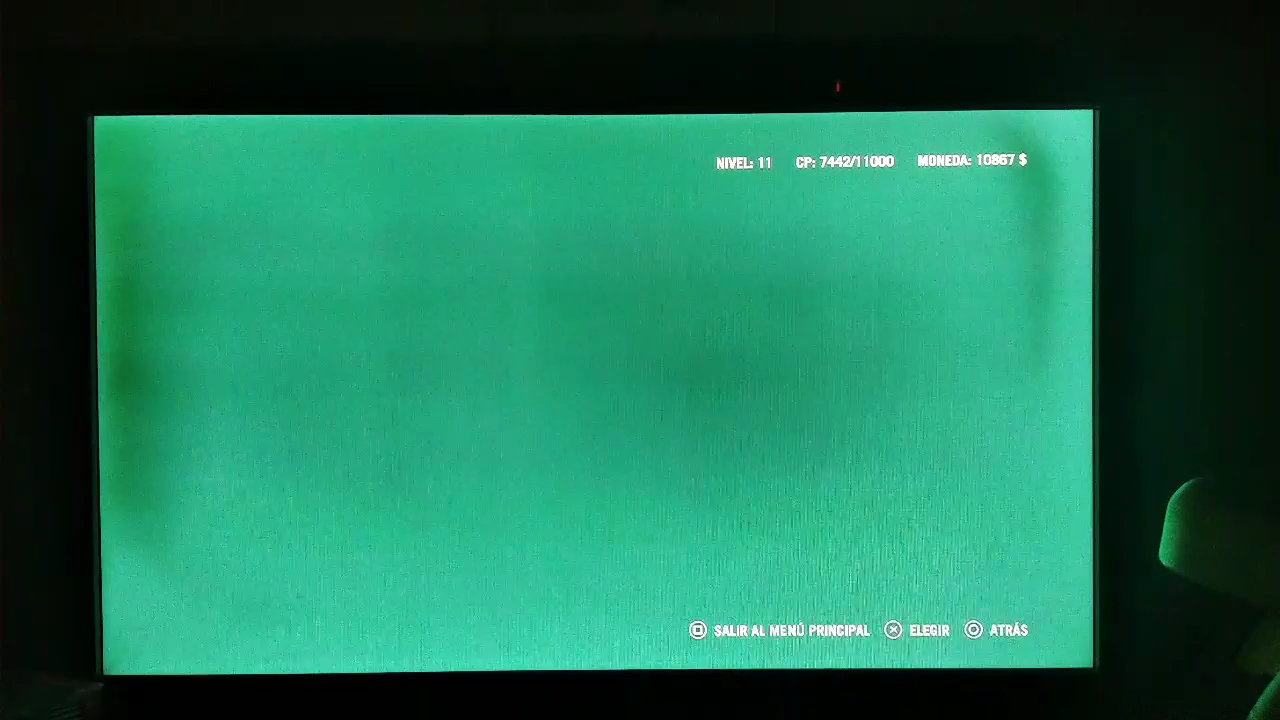 NIVEL: 11 CP: 7442/11000 MONEDA: 10867 $
SALIR AL MENÚ PRINCIPAL ELEGIR ATRÁS